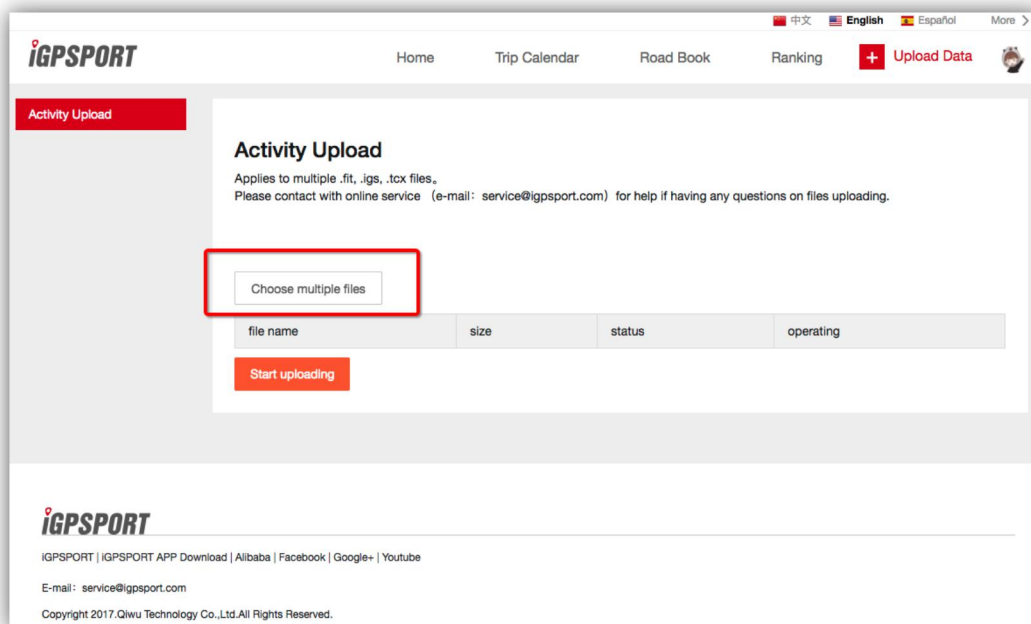 中文 English Español More >
iGPSPORT Home Trip Calendar Road Book Ranking + Upload Data
Activity Upload
Activity Upload
Applies to multiple .fit, .igs, .tcx files。
Please contact with online service （e-mail：service@igpsport.com）for help if having any questions on files uploading.
Choose multiple files
file name size status operating
Start uploading
iGPSPORT
iGPSPORT | iGPSPORT APP Download | Alibaba | Facebook | Google+ | Youtube
E-mail：service@igpsport.com
Copyright 2017.Qiwu Technology Co.,Ltd.All Rights Reserved.